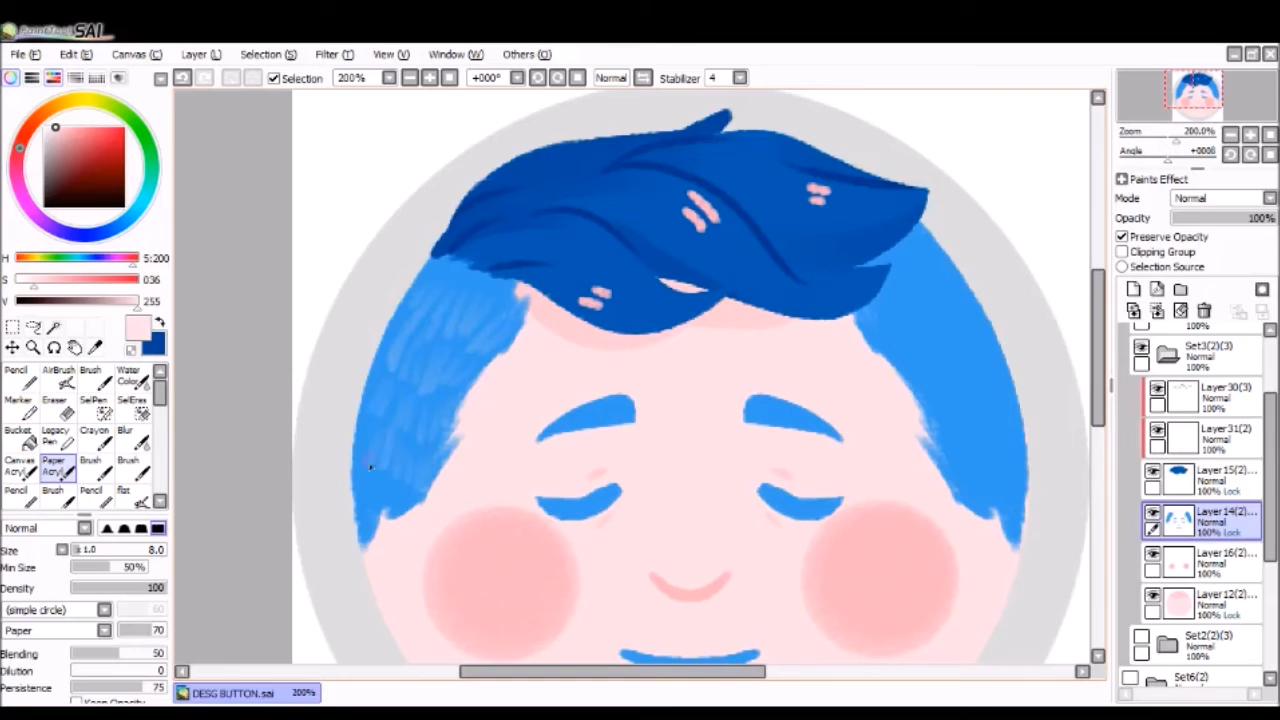 PaintTool SAI
File (F) Edit (E) Canvas (C) Layer (L) Selection (S) Filter (T) View (V) Window (W) Others (O)
Selection 200% +000° Normal Stabilizer 4
Zoom 200.0%
Angle +000
Paints Effect
Mode Normal
Opacity 100%
Preserve Opacity
Clipping Group
Selection Source
H 5:200
S 036
V 255
Pencil AirBrush Brush Water Color
Marker Eraser SelPen SelEras
Bucket Legacy Pen Crayon Blur
Canvas Acryl Paper Acryl Brush Brush
Pencil Brush Pencil flat
Normal
Size x 1.0 8.0
Min Size 50%
Density 100
(simple circle) 60
Paper 70
Blending 50
Dilution 0
Persistence 75
Keep Opacity
100%
Set3(2)(3)
Normal
100%
Layer30(3)
Normal
100%
Layer31(2)
Normal
100%
Layer15(2)...
Normal
100% Lock
Layer14(2)...
Normal
100% Lock
Layer16(2)...
Normal
100%
Layer12(2)...
Normal
100% Lock
Set2(2)(3)
Normal
100%
Set6(2)
DESG BUTTON.sai 200%